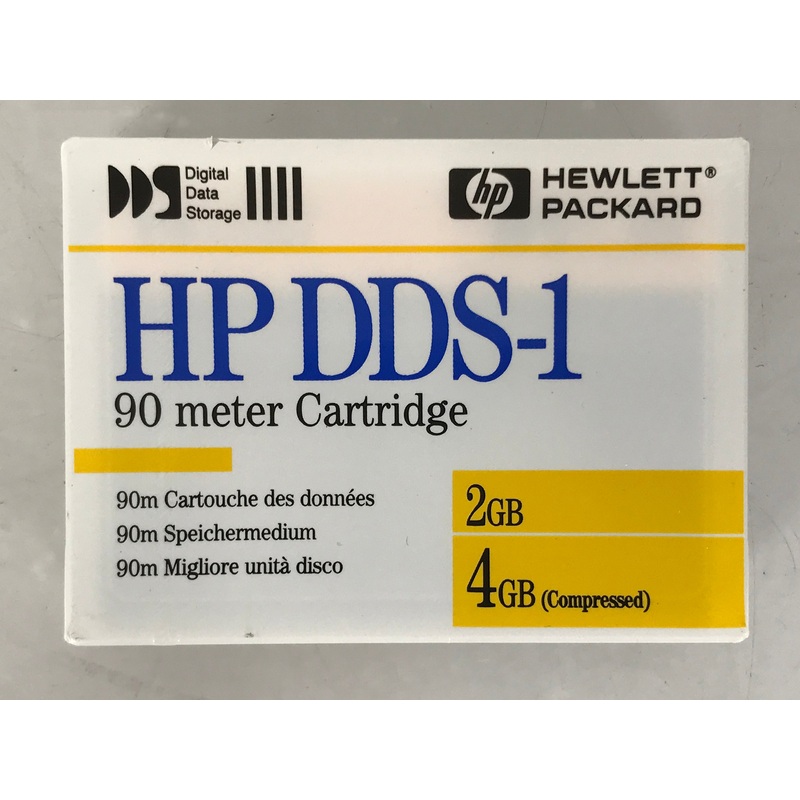 DDS Digital
Data
Storage
hp HEWLETT®
PACKARD
HP DDS-1
90 meter Cartridge
90m Cartouche des données
90m Speichermedium
90m Migliore unità disco
2GB
4GB (Compressed)